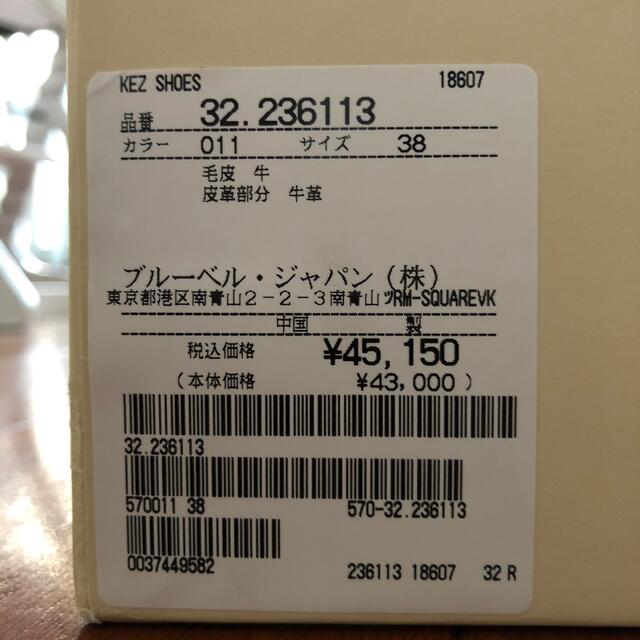 KEZ SHOES 18607
品番 32.236113
カラー 011 サイズ 38
毛皮 牛
皮革部分 牛革
ブルーベル・ジャパン(株)
東京都港区南青山2-2-3南青山ツRM-SQUAREVK
中国 製
税込価格 ¥45,150
(本体価格 ¥43,000)
32.236113
570011 38 570-32.236113
0037449582
236113 18607 32 R